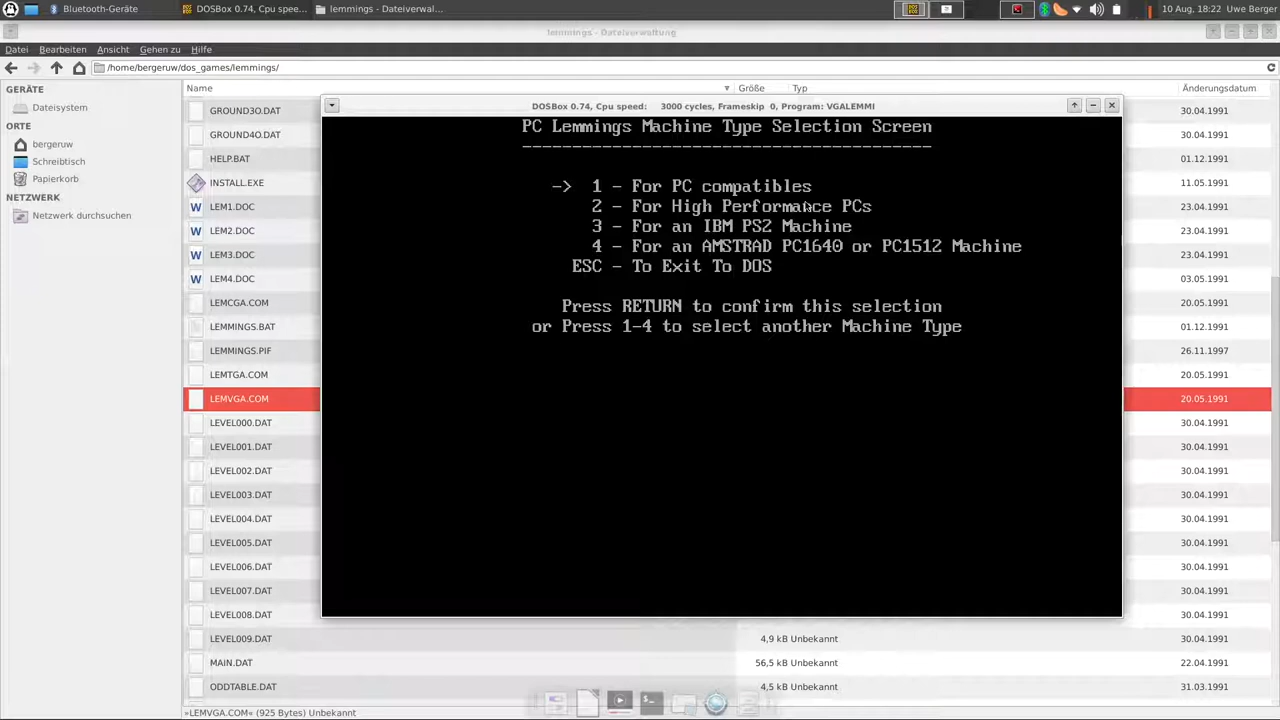 Bluetooth-Geräte
DOSBox 0.74, Cpu spee...
lemmings - Dateiverwal...
10 Aug, 18:22 Uwe Berger
lemmings - Dateiverwaltung
Datei Bearbeiten Ansicht Gehen zu Hilfe
/home/bergeruw/dos_games/lemmings/
GERÄTE
Dateisystem
ORTE
bergeruw
Schreibtisch
Papierkorb
NETZWERK
Netzwerk durchsuchen
Name Größe Typ Änderungsdatum
GROUND3O.DAT 30.04.1991
GROUND4O.DAT 30.04.1991
HELP.BAT 01.12.1991
INSTALL.EXE 11.05.1991
LEM1.DOC 23.04.1991
LEM2.DOC 23.04.1991
LEM3.DOC 23.04.1991
LEM4.DOC 03.05.1991
LEMCGA.COM 20.05.1991
LEMMINGS.BAT 01.12.1991
LEMMINGS.PIF 26.11.1997
LEMTGA.COM 20.05.1991
LEMVGA.COM 20.05.1991
LEVEL000.DAT 30.04.1991
LEVEL001.DAT 30.04.1991
LEVEL002.DAT 30.04.1991
LEVEL003.DAT 30.04.1991
LEVEL004.DAT 30.04.1991
LEVEL005.DAT 30.04.1991
LEVEL006.DAT 30.04.1991
LEVEL007.DAT 30.04.1991
LEVEL008.DAT 30.04.1991
LEVEL009.DAT 4,9 kB Unbekannt 30.04.1991
MAIN.DAT 56,5 kB Unbekannt 22.04.1991
ODDTABLE.DAT 4,5 kB Unbekannt 31.03.1991
»LEMVGA.COM« (925 Bytes) Unbekannt
DOSBox 0.74, Cpu speed: 3000 cycles, Frameskip 0, Program: VGALEMMI
PC Lemmings Machine Type Selection Screen
-----------------------------------------
-> 1 - For PC compatibles
2 - For High Performance PCs
3 - For an IBM PS2 Machine
4 - For an AMSTRAD PC1640 or PC1512 Machine
ESC - To Exit To DOS
Press RETURN to confirm this selection
or Press 1-4 to select another Machine Type